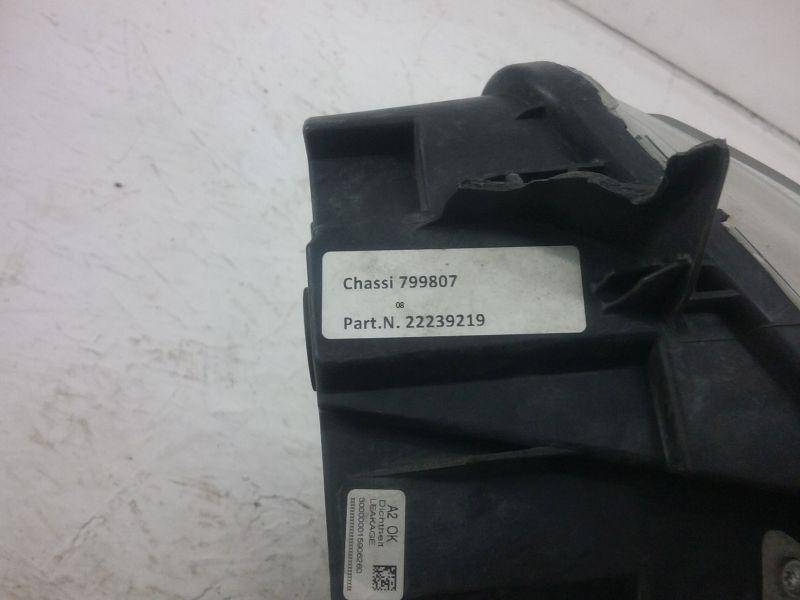 Chassi 799807
08
Part.N. 22239219
A2 OK
Dichtheit
LEAKAGE